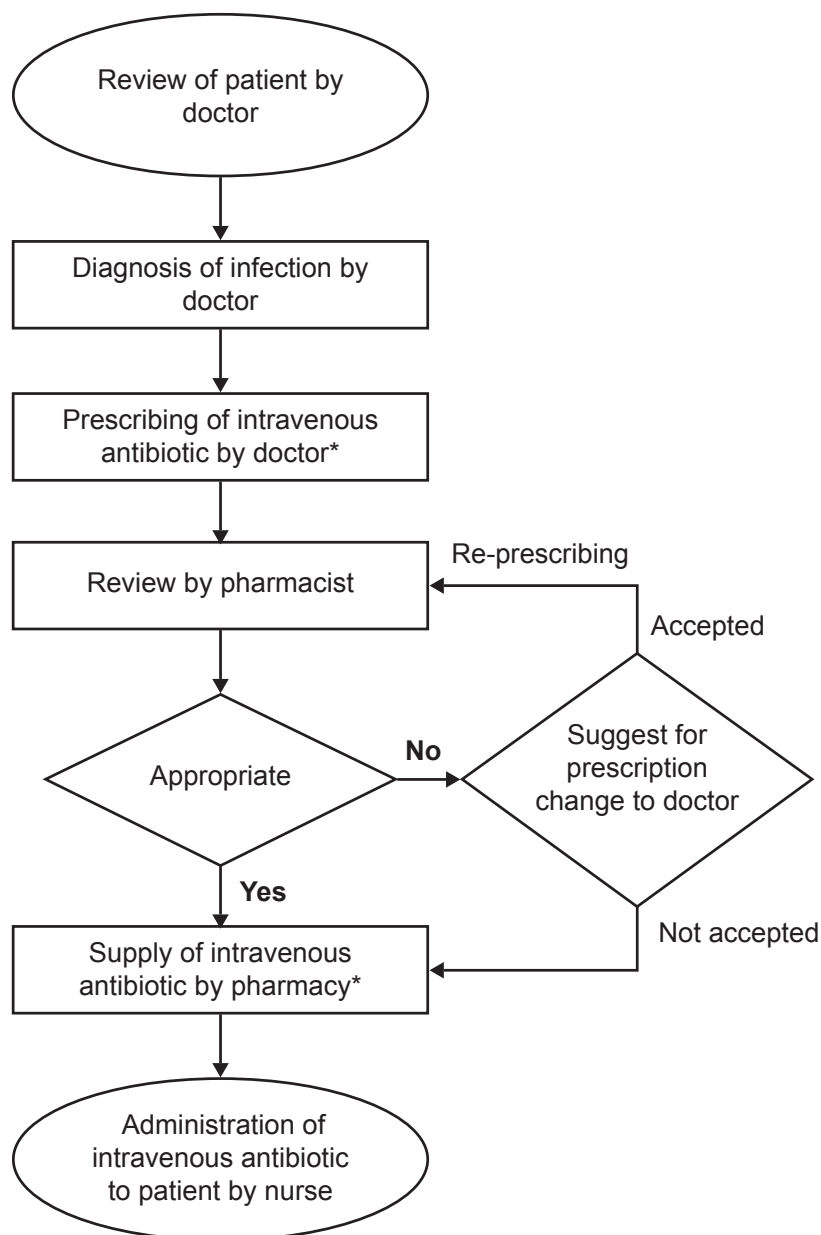 Review of patient by
doctor
Diagnosis of infection by
doctor
Prescribing of intravenous
antibiotic by doctor*
Review by pharmacist
Re-prescribing
Accepted
Appropriate
No
Suggest for
prescription
change to doctor
Yes
Not accepted
Supply of intravenous
antibiotic by pharmacy*
Administration of
intravenous antibiotic
to patient by nurse